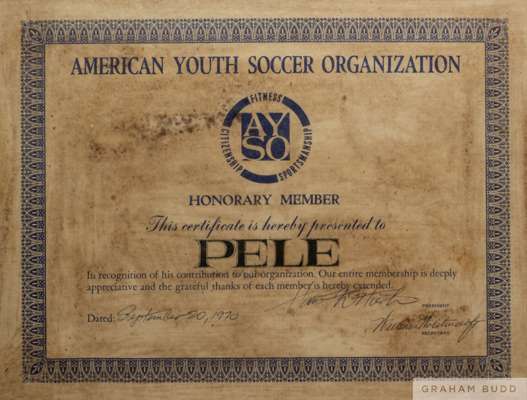 AMERICAN YOUTH SOCCER ORGANIZATION
FITNESS
CITIZENSHIP
SPORTSMANSHIP
AY
SO
HONORARY MEMBER
This certificate is hereby presented to
PELE
In recognition of his contribution to our organization. Our entire membership is deeply
appreciative and the grateful thanks of each member is hereby extended.
PRESIDENT
Dated: September 20, 1970
SECRETARY
GRAHAM BUDD